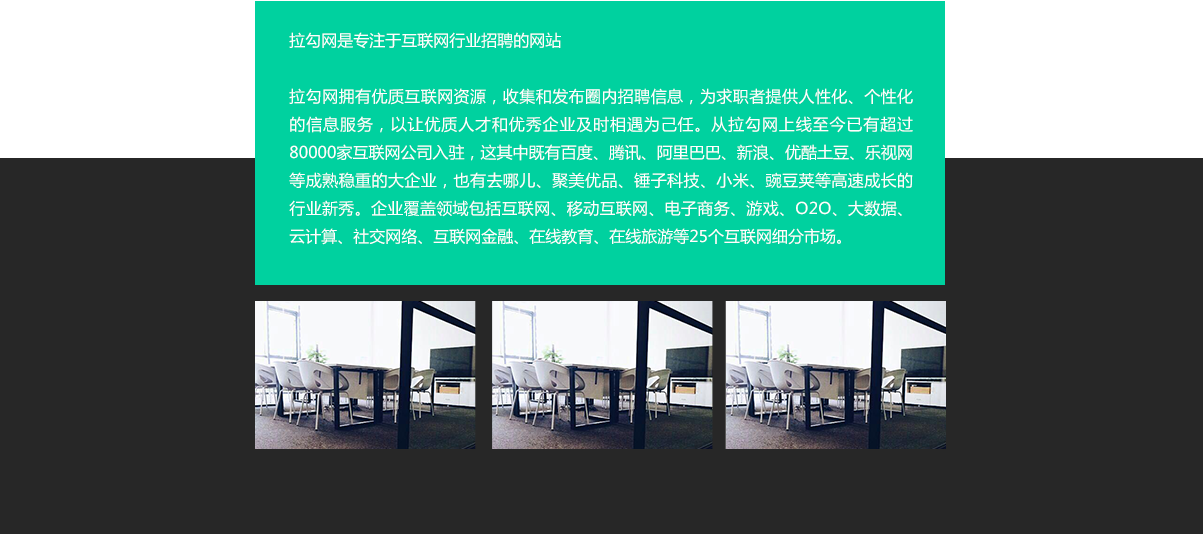 拉勾网是专注于互联网行业招聘的网站
拉勾网拥有优质互联网资源，收集和发布圈内招聘信息，为求职者提供人性化、个性化
的信息服务，以让优质人才和优秀企业及时相遇为己任。从拉勾网上线至今已有超过
80000家互联网公司入驻，这其中既有百度、腾讯、阿里巴巴、新浪、优酷土豆、乐视网
等成熟稳重的大企业，也有去哪儿、聚美优品、锤子科技、小米、豌豆荚等高速成长的
行业新秀。企业覆盖领域包括互联网、移动互联网、电子商务、游戏、O2O、大数据、
云计算、社交网络、互联网金融、在线教育、在线旅游等25个互联网细分市场。